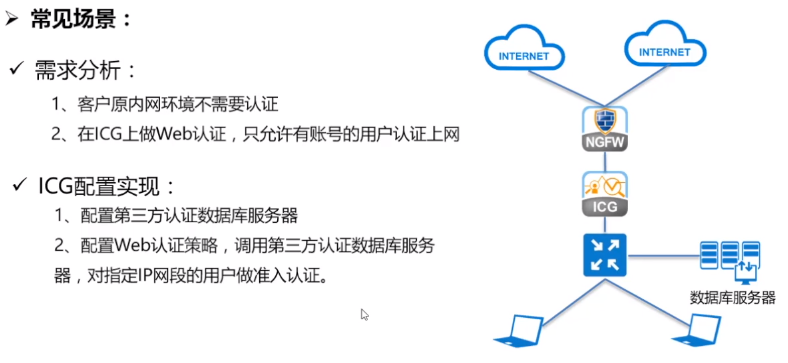 常见场景：
需求分析：
1、客户原内网环境不需要认证
2、在ICG上做Web认证，只允许有账号的用户认证上网
ICG配置实现：
1、配置第三方认证数据库服务器
2、配置Web认证策略，调用第三方认证数据库服务
器，对指定IP网段的用户做准入认证。
INTERNET
INTERNET
NGFW
ICG
数据库服务器